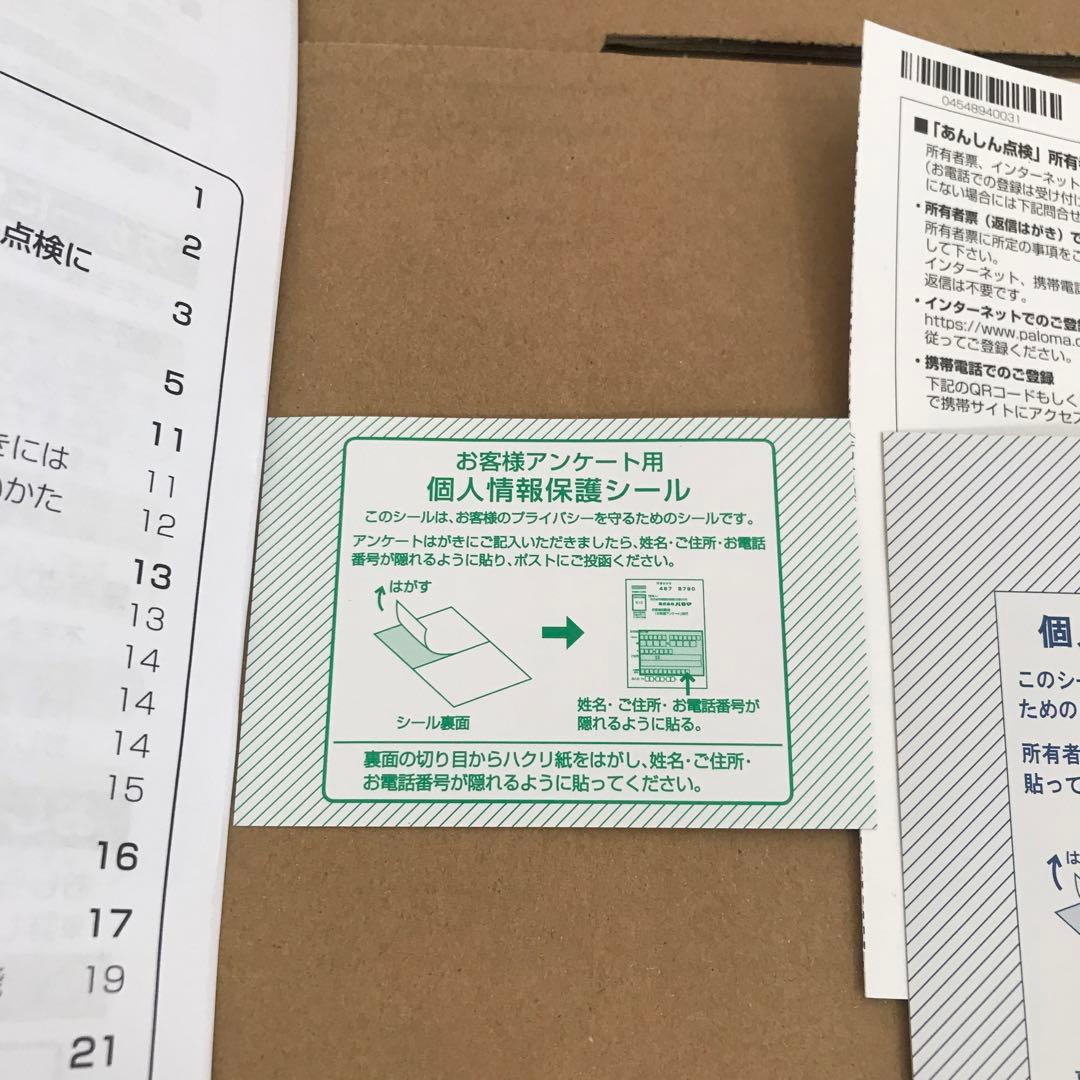 1
2
点検に
3
5
11
きには
11
のかた
12
13
13
14
14
14
15
16
17
19
21
お客様アンケート用
個人情報保護シール
このシールは、お客様のプライバシーを守るためのシールです。
アンケートはがきにご記入いただきましたら、姓名・ご住所・お電話
番号が隠れるように貼り、ポストにご投函ください。
はがす
シール裏面
487 8790
姓名・ご住所・お電話番号が
隠れるように貼る。
裏面の切り目からハクリ紙をはがし、姓名・ご住所・
お電話番号が隠れるように貼ってください。
04548940031
■「あんしん点検」所有
所有者票、インターネット
(お電話での登録は受け付け
にない場合には下記問合せ
・所有者票（返信はがき）で
所有者票に所定の事項をご
して下さい。
インターネット、携帯電話
返信は不要です。
・インターネットでのご登録
https://www.paloma.c
従ってご登録ください。
・携帯電話でのご登録
下記のQRコードもしく
で携帯サイトにアクセス
個
このシー
ための
所有者
貼って
は